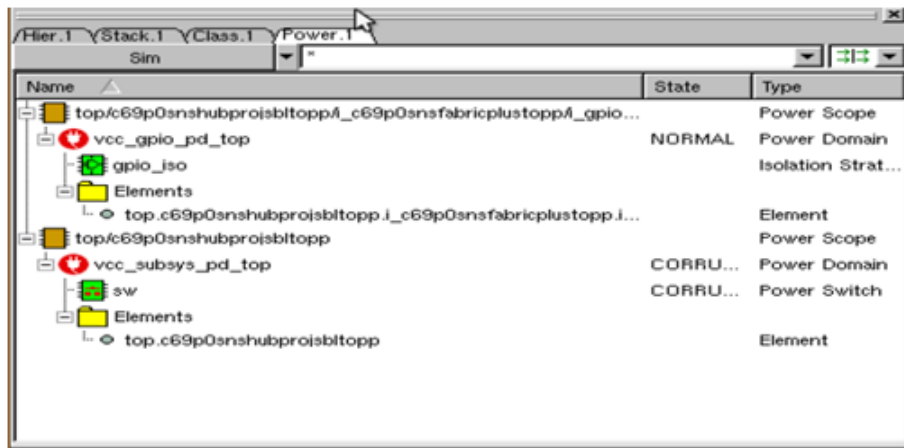 Hier.1 Stack.1 Class.1 Power.1
Sim *
Name State Type
top/c69p0snshubprojsbltopp/i_c69p0snsfabricplustopp/i_gpio... Power Scope
vcc_gpio_pd_top NORMAL Power Domain
gpio_iso Isolation Strat...
Elements
top.c69p0snshubprojsbltopp.i_c69p0snsfabricplustopp.i... Element
top/c69p0snshubprojsbltopp Power Scope
vcc_subsys_pd_top CORRU... Power Domain
sw CORRU... Power Switch
Elements
top.c69p0snshubprojsbltopp Element